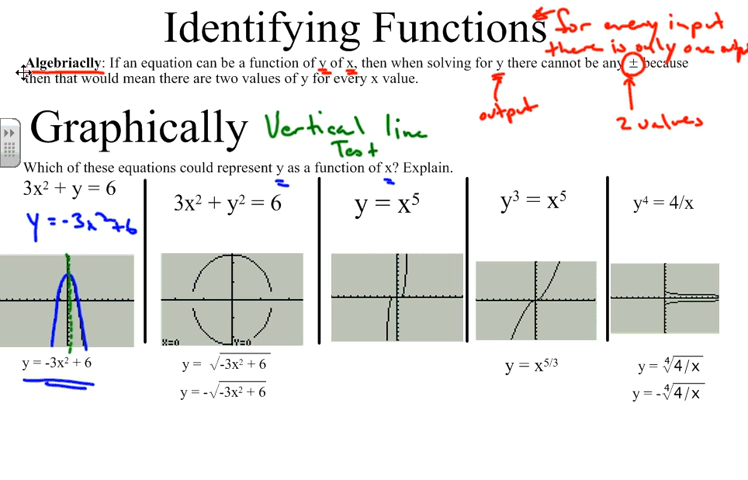 Identifying Functions
for every input
there is only one
Algebriaclly: If an equation can be a function of y of x, then when solving for y there cannot be any ± because
then that would mean there are two values of y for every x value.
output
2 values
Graphically
Vertical line
Test
Which of these equations could represent y as a function of x? Explain.
3x² + y = 6
3x² + y² = 6
y = x⁵
y³ = x⁵
y⁴ = 4/x
y = -3x²+6
X=0
Y=0
y = -3x² + 6
y = √-3x² + 6
y = x⁵ᐟ³
y = ∜4/x
y = -√-3x² + 6
y = -∜4/x